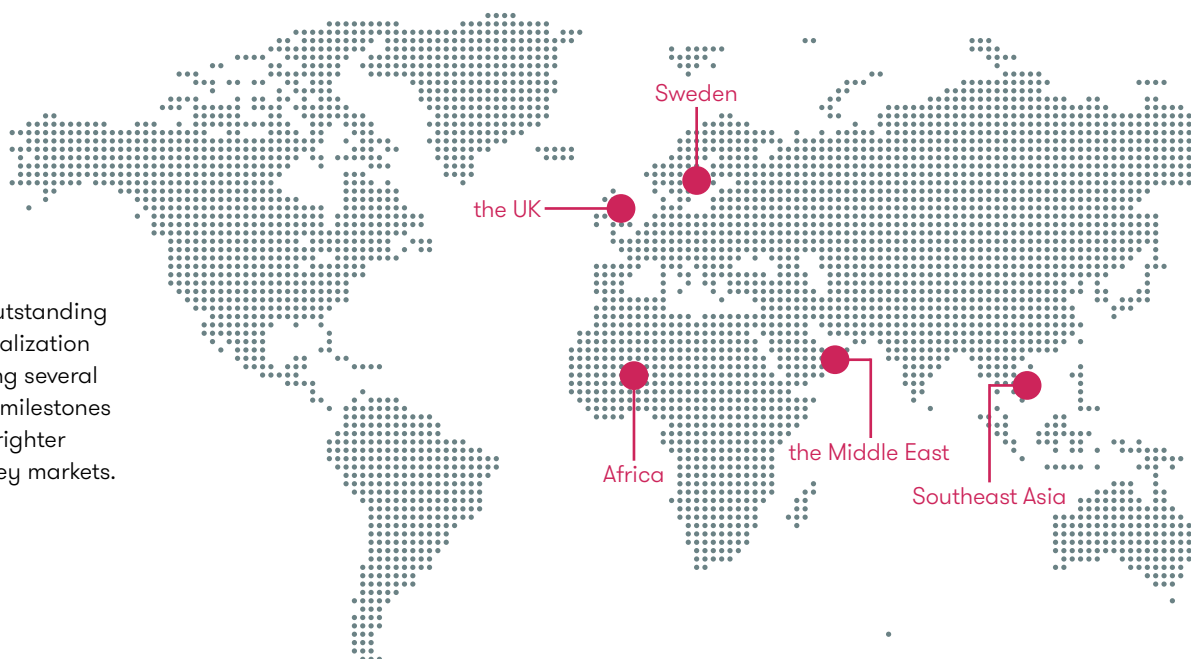 utstanding
alization
ng several
milestones
righter
ey markets.
Sweden
the UK
the Middle East
Africa
Southeast Asia